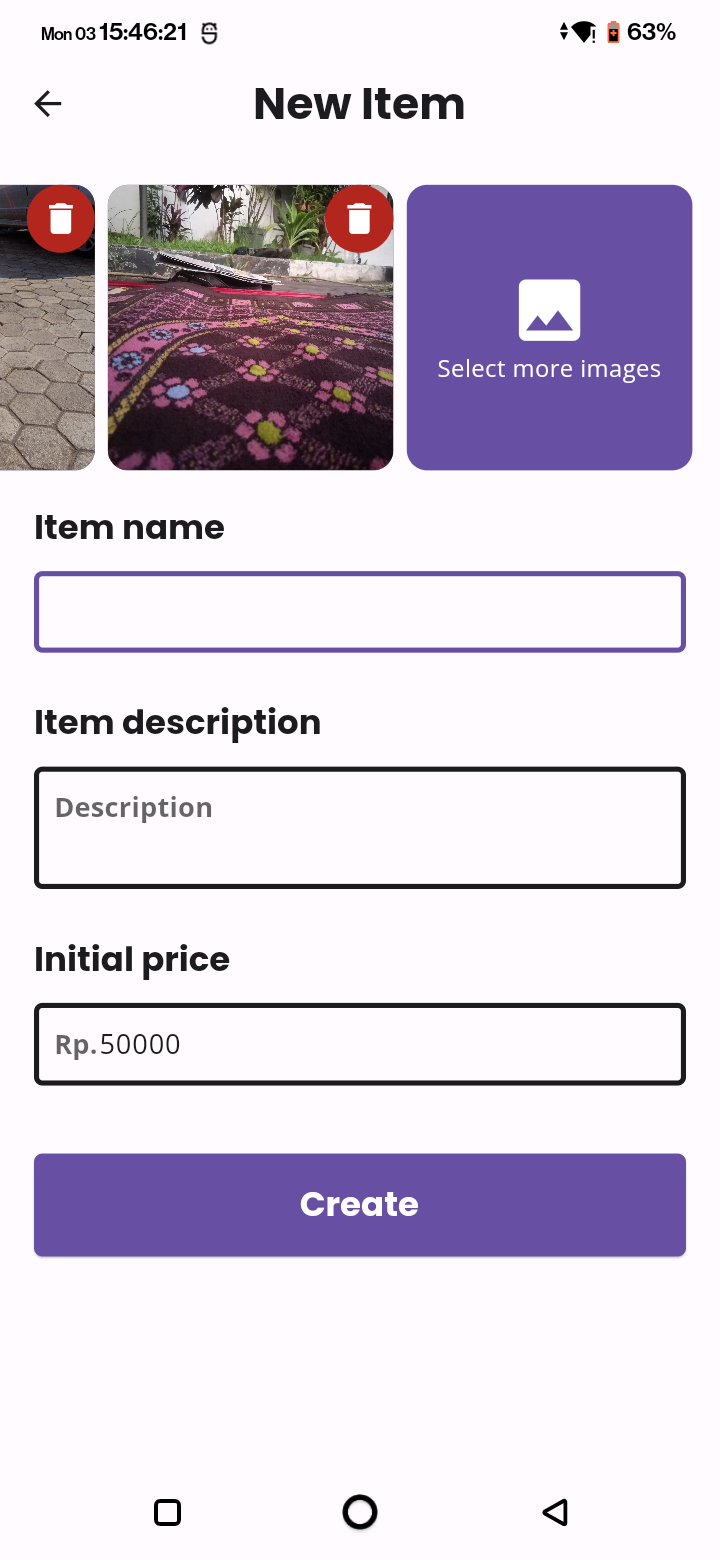 Mon 03 15:46:21 63%
New Item
Select more images
Item name
Item description
Description
Initial price
Rp. 50000
Create